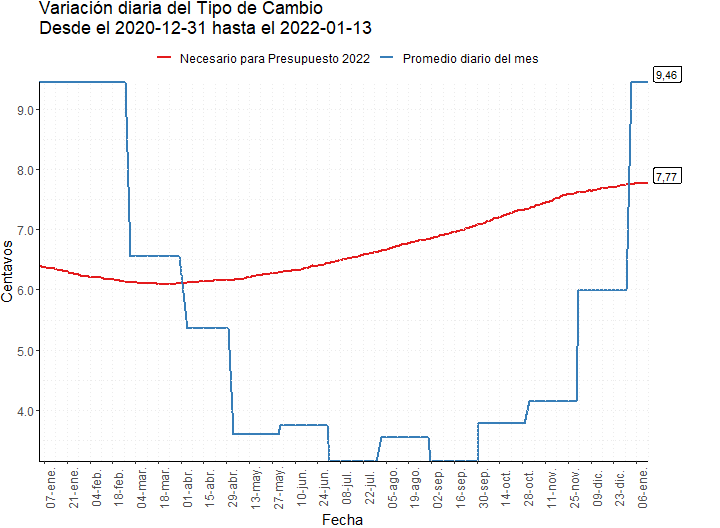 Variación diaria del Tipo de Cambio
Desde el 2020-12-31 hasta el 2022-01-13
Necesario para Presupuesto 2022
Promedio diario del mes
9,46
9.0
8.0
7,77
7.0
6.0
5.0
4.0
Centavos
07-ene.
21-ene.
04-feb.
18-feb.
04-mar.
18-mar.
01-abr.
15-abr.
29-abr.
13-may.
27-may.
10-jun.
24-jun.
08-jul.
22-jul.
05-ago.
19-ago.
02-sep.
16-sep.
30-sep.
14-oct.
28-oct.
11-nov.
25-nov.
09-dic.
23-dic.
06-ene.
Fecha